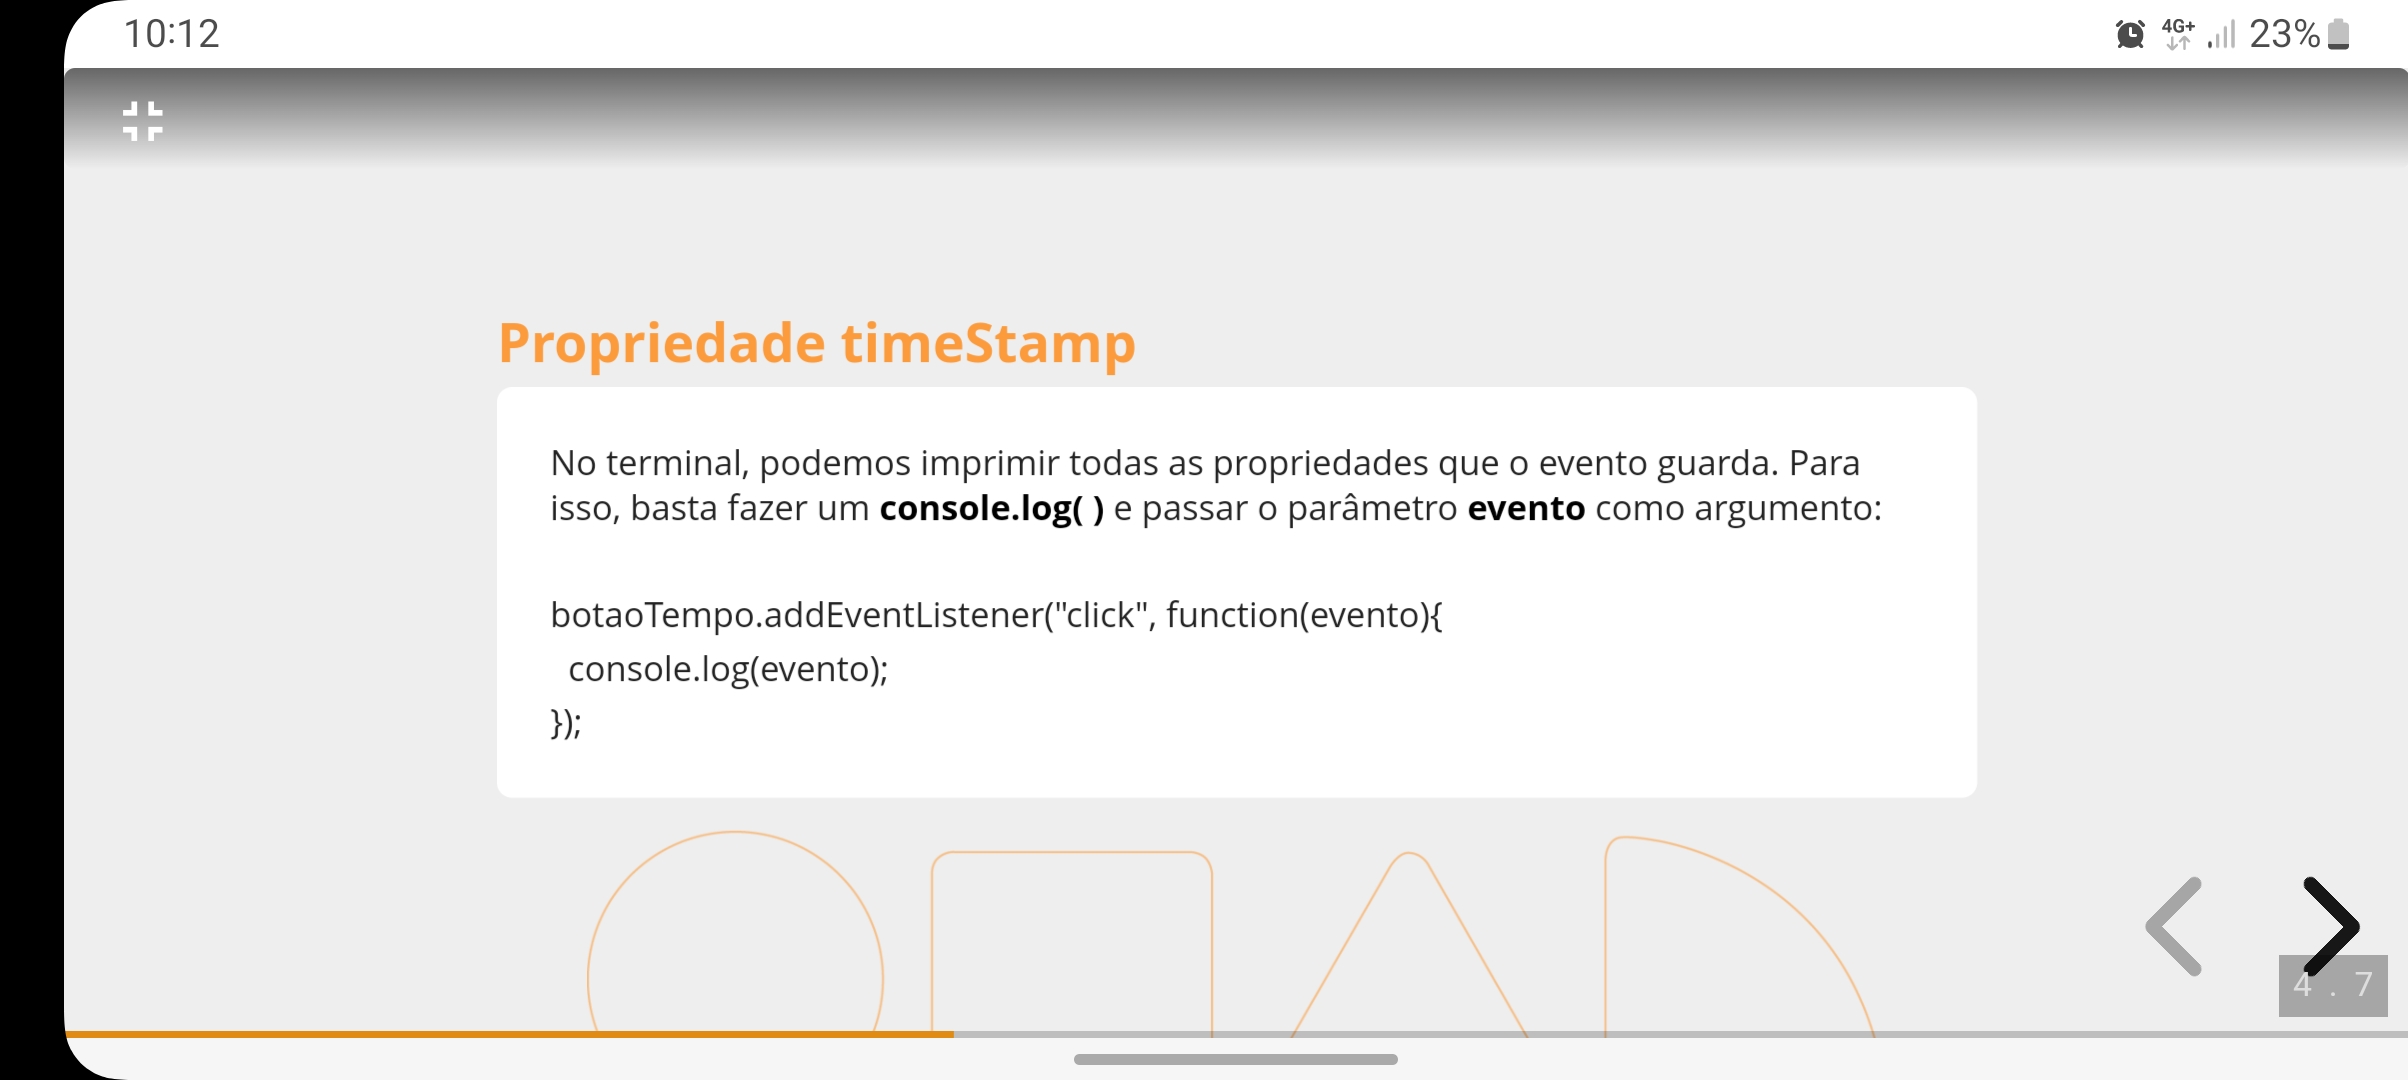 10:12
4G+
23%
Propriedade timeStamp
No terminal, podemos imprimir todas as propriedades que o evento guarda. Para
isso, basta fazer um console.log( ) e passar o parâmetro evento como argumento:
botaoTempo.addEventListener("click", function(evento){
console.log(evento);
});
4 . 7